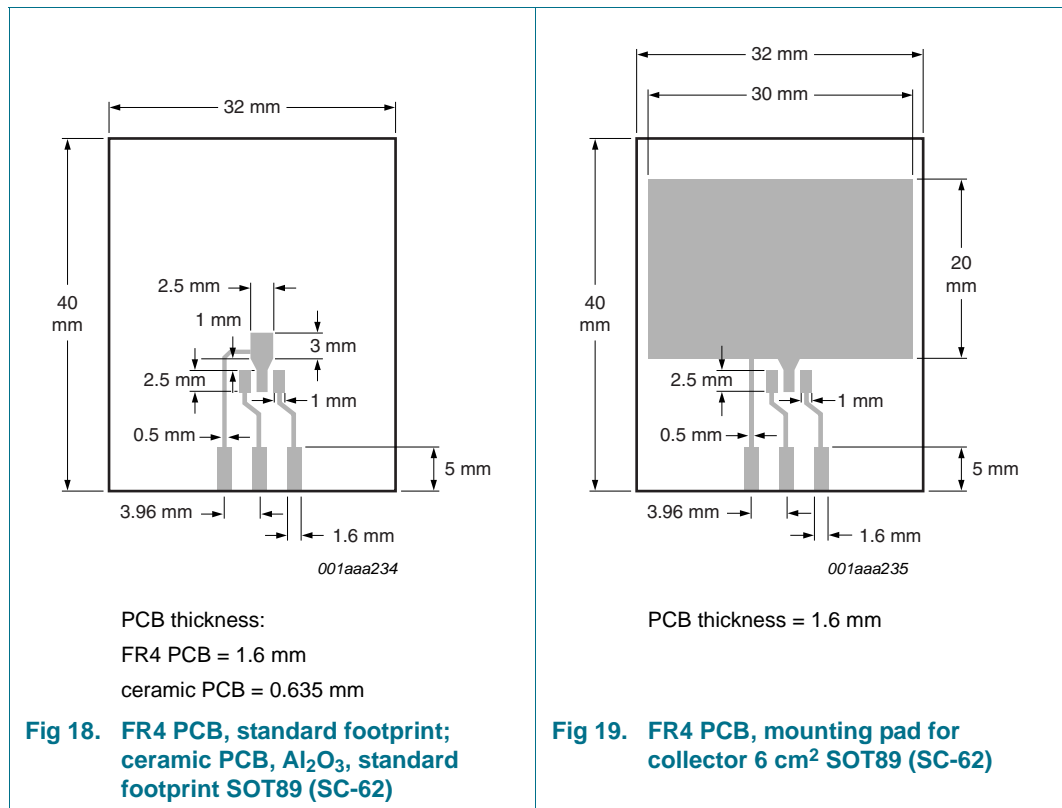 32 mm
40
mm
2.5 mm
1 mm
3 mm
2.5 mm
1 mm
0.5 mm
5 mm
3.96 mm
1.6 mm
001aaa234
PCB thickness:
FR4 PCB = 1.6 mm
ceramic PCB = 0.635 mm
Fig 18. FR4 PCB, standard footprint;
ceramic PCB, Al2O3, standard
footprint SOT89 (SC-62)
32 mm
30 mm
40
mm
20
mm
2.5 mm
1 mm
0.5 mm
5 mm
3.96 mm
1.6 mm
001aaa235
PCB thickness = 1.6 mm
Fig 19. FR4 PCB, mounting pad for
collector 6 cm² SOT89 (SC-62)